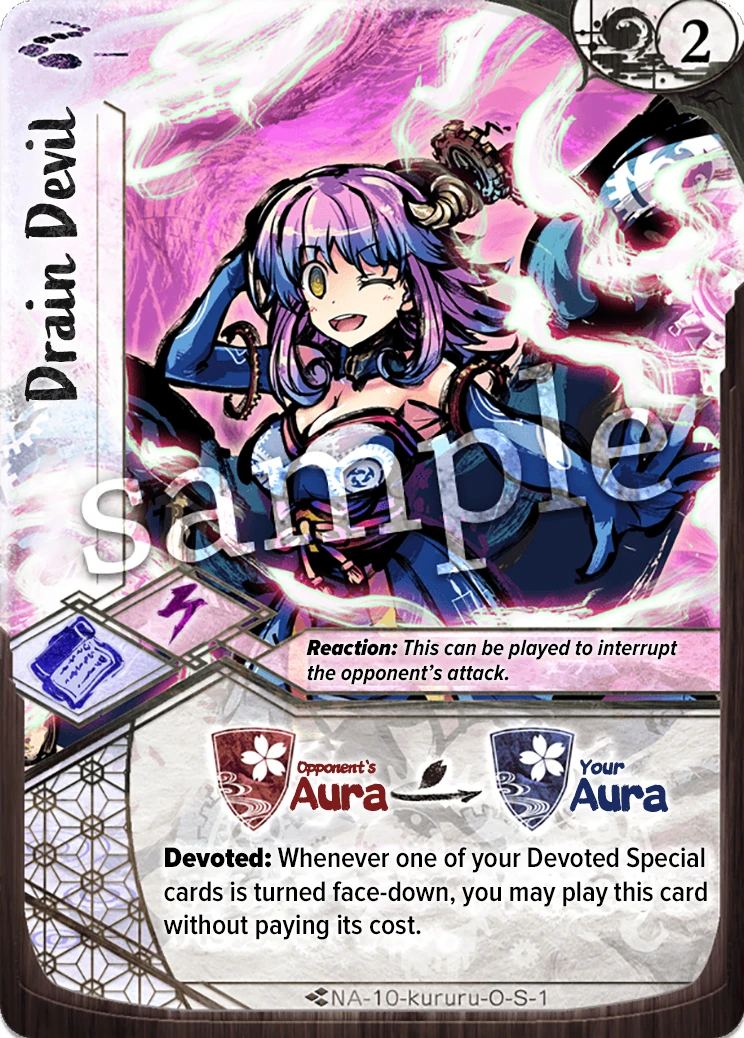 2
Drain Devil
sample
Reaction: This can be played to interrupt
the opponent's attack.
Opponent's
Aura
Your
Aura
Devoted: Whenever one of your Devoted Special
cards is turned face-down, you may play this card
without paying its cost.
NA-10-kururu-O-S-1